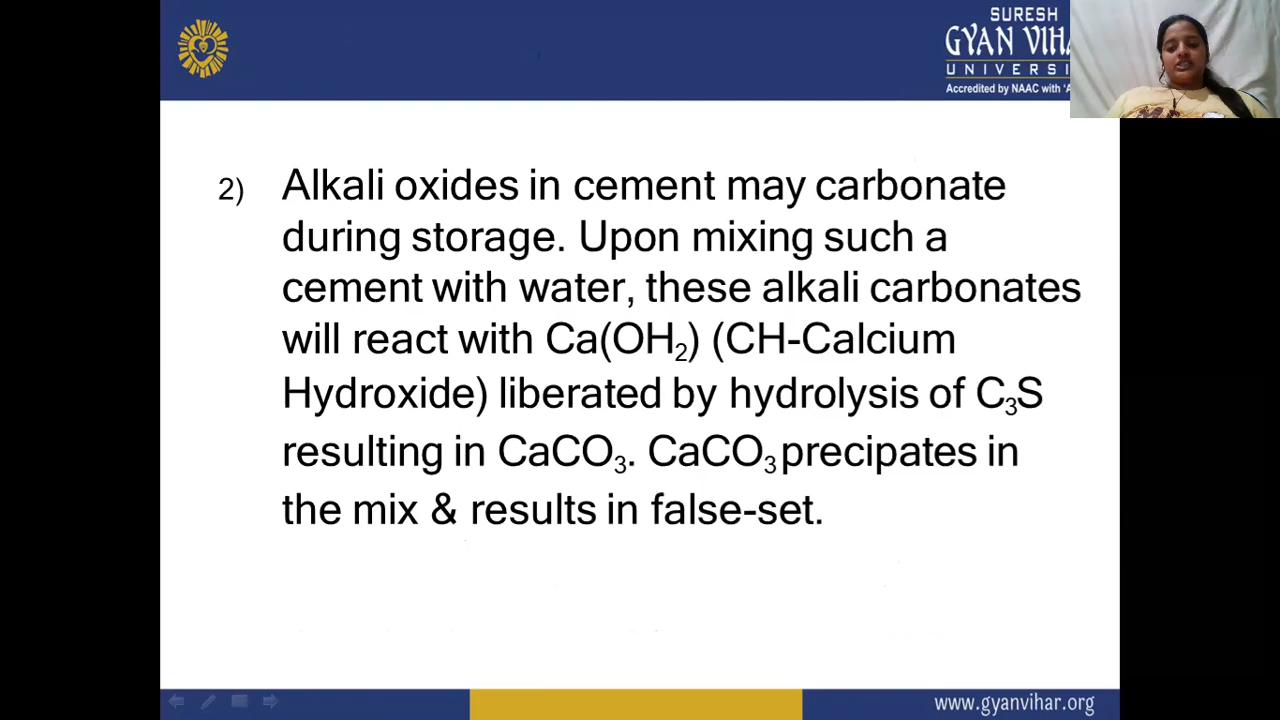 SURESH
GYAN VIHA
UNIVERSI
Accredited by NAAC with 'A
2) Alkali oxides in cement may carbonate
during storage. Upon mixing such a
cement with water, these alkali carbonates
will react with Ca(OH₂) (CH-Calcium
Hydroxide) liberated by hydrolysis of C₃S
resulting in CaCO₃. CaCO₃ precipates in
the mix & results in false-set.
www.gyanvihar.org